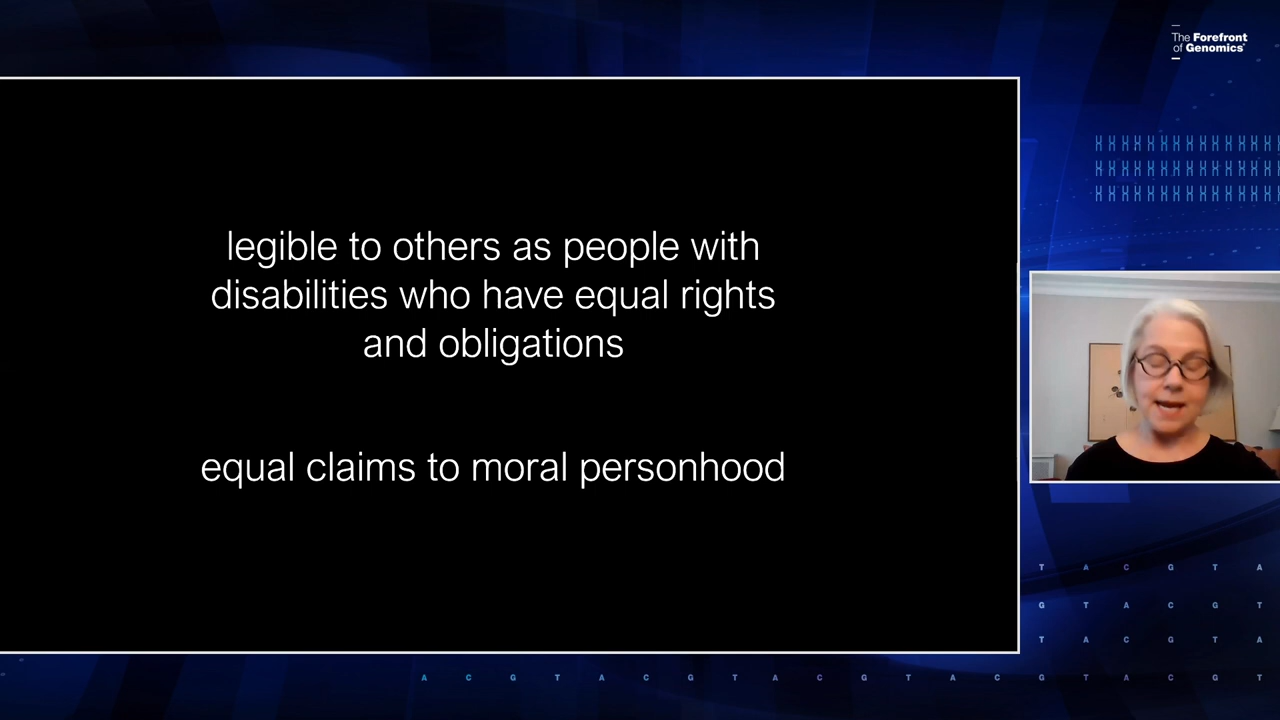 The Forefront
of Genomics®
legible to others as people with
disabilities who have equal rights
and obligations
equal claims to moral personhood
T A C G T A
G T A C G T
T A C G T A
A C G T A C G T A C G T A C G T A C G T